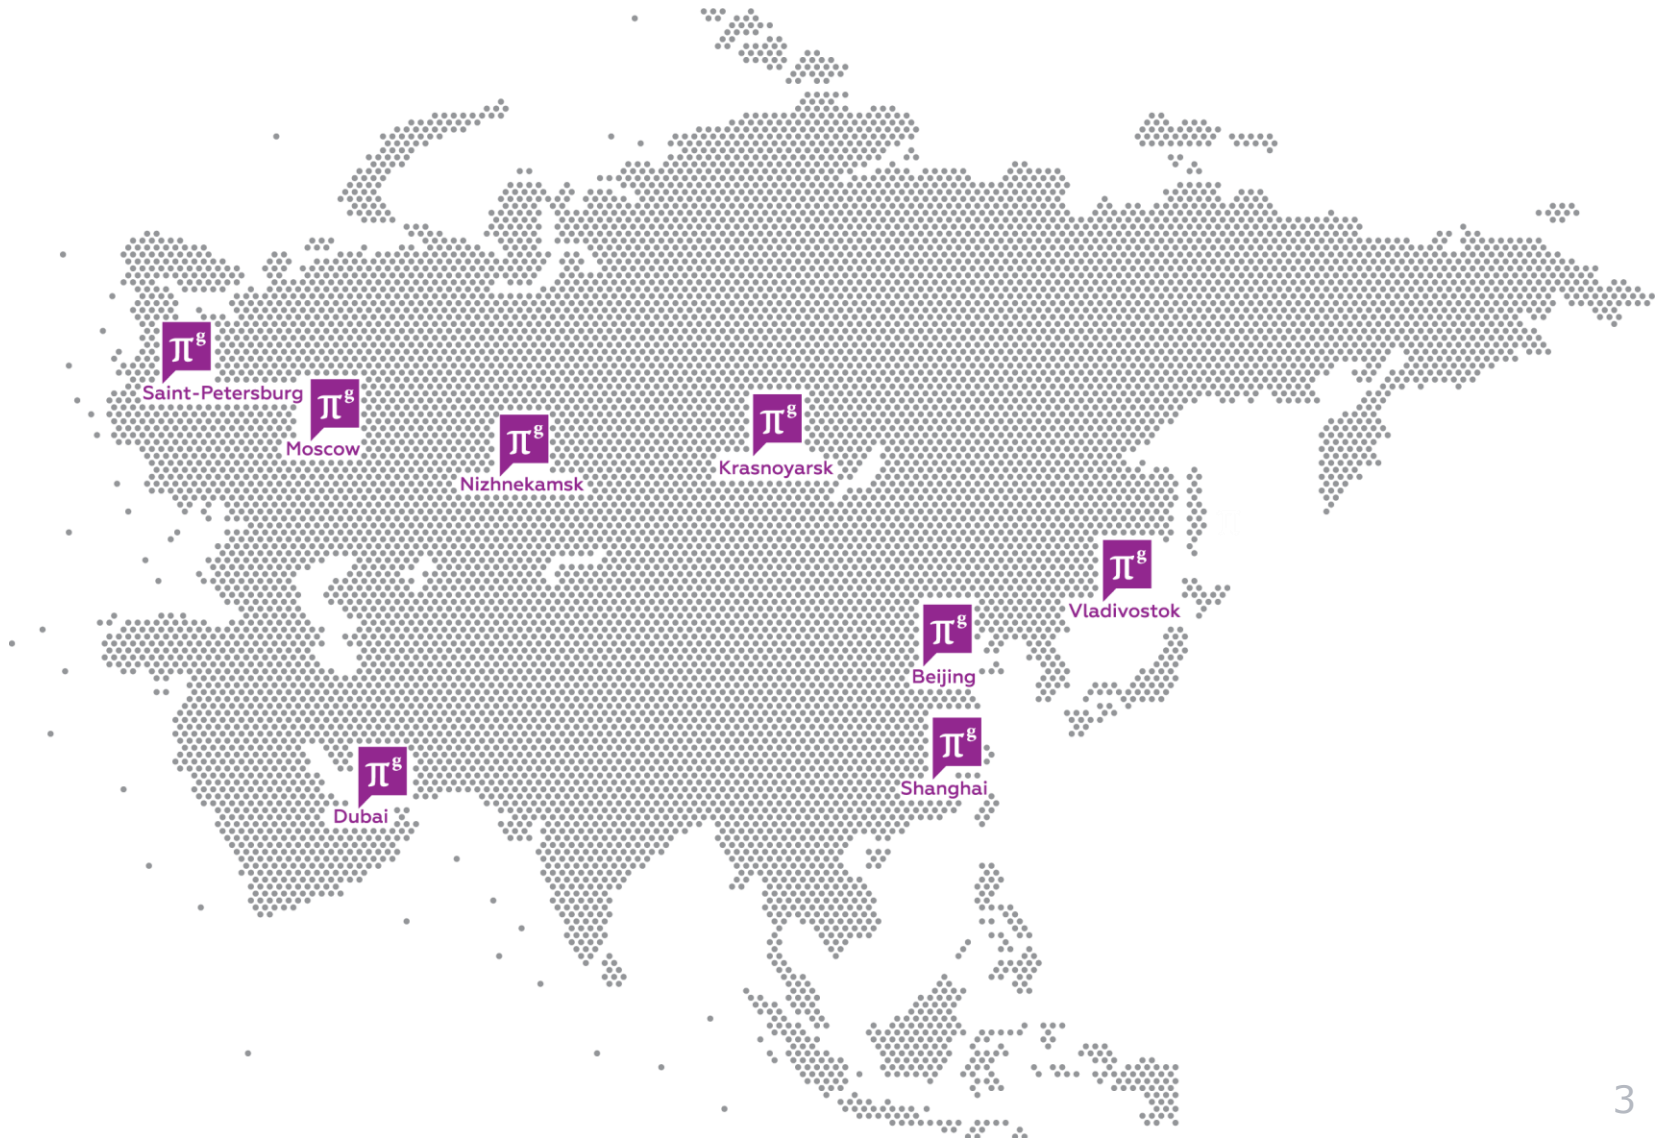 πg
Saint-Petersburg
πg
Moscow
πg
Krasnoyarsk
πg
Nizhnekamsk
πg
Vladivostok
πg
Beijing
πg
Shanghai
πg
Dubai
3